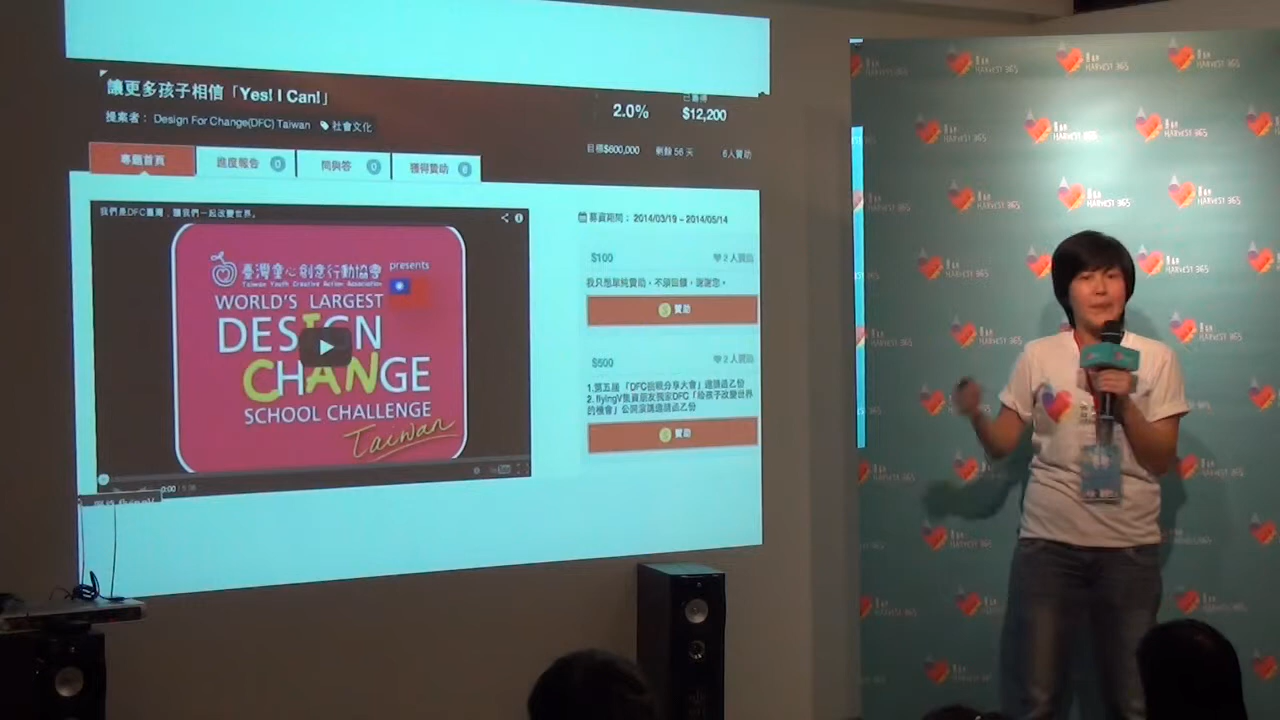 讓更多孩子相信「Yes! I Can!」
提案者： Design For Change(DFC) Taiwan 社會文化
2.0%
$12,200
目標$600,000 剩餘 56 天 6人贊助
專題首頁 進度報告 0 問與答 0 獲得贊助 6
我們是DFC臺灣，讓我們一起改變世界。
臺灣童心創意行動協會 presents
Taiwan Youth Creative Action Association
WORLD'S LARGEST
DESIGN
CHANGE
SCHOOL CHALLENGE
Taiwan
0:00
募資期間： 2014/03/19 ~ 2014/05/14
$100
2 人贊助
我只想單純贊助，不須回饋，謝謝您。
贊助
$500
2 人贊助
1.第五屆「DFC挑戰分享大會」邀請函乙份
2. flyingV集資朋友獨家DFC「給孩子改變世界
的機會」公開演講邀請函乙份
贊助
HARVEST 365